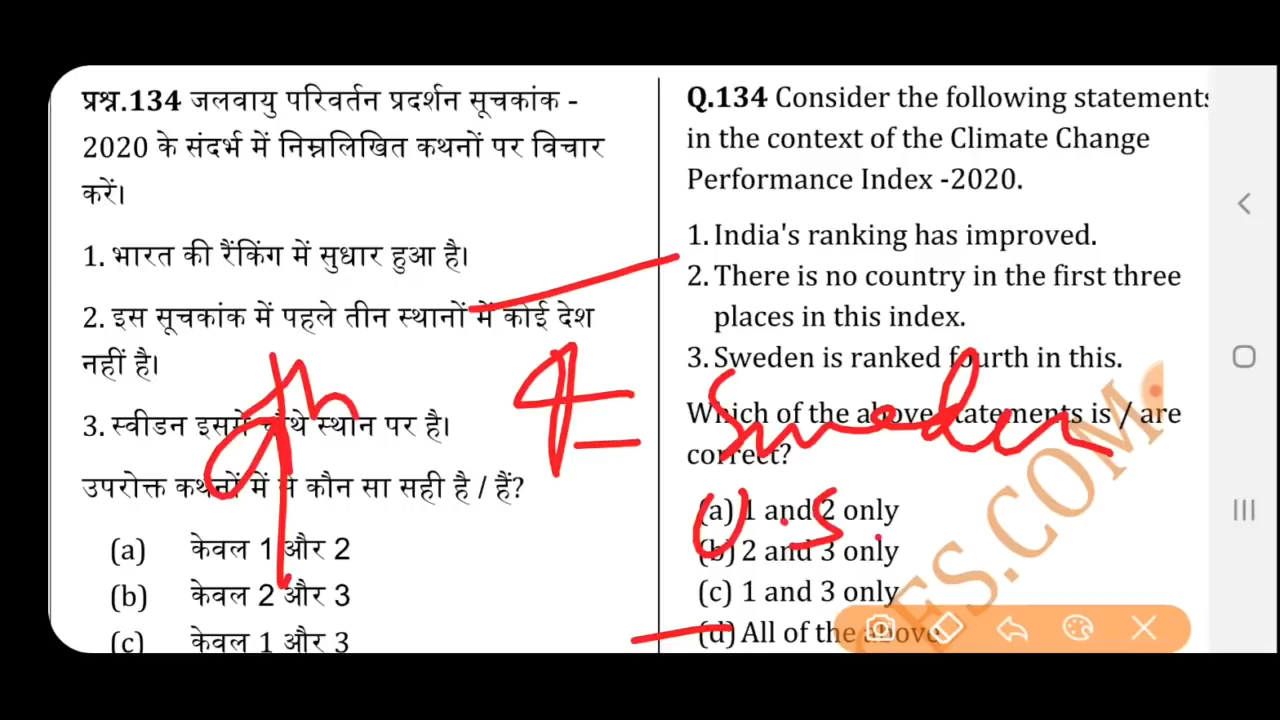 प्रश्न.134 जलवायु परिवर्तन प्रदर्शन सूचकांक -
2020 के संदर्भ में निम्नलिखित कथनों पर विचार
करें।
1. भारत की रैंकिंग में सुधार हुआ है।
2. इस सूचकांक में पहले तीन स्थानों में कोई देश
नहीं है।
3. स्वीडन इसमें चौथे स्थान पर है।
उपरोक्त कथनों में से कौन सा सही है / हैं?
(a) केवल 1 और 2
(b) केवल 2 और 3
(c) केवल 1 और 3
Q.134 Consider the following statements
in the context of the Climate Change
Performance Index -2020.
1. India's ranking has improved.
2. There is no country in the first three
places in this index.
3. Sweden is ranked fourth in this.
Which of the above statements is / are
correct?
(a) 1 and 2 only
(b) 2 and 3 only
(c) 1 and 3 only
(d) All of the above
9th
4 = Sweden
U.S.
ES.COM